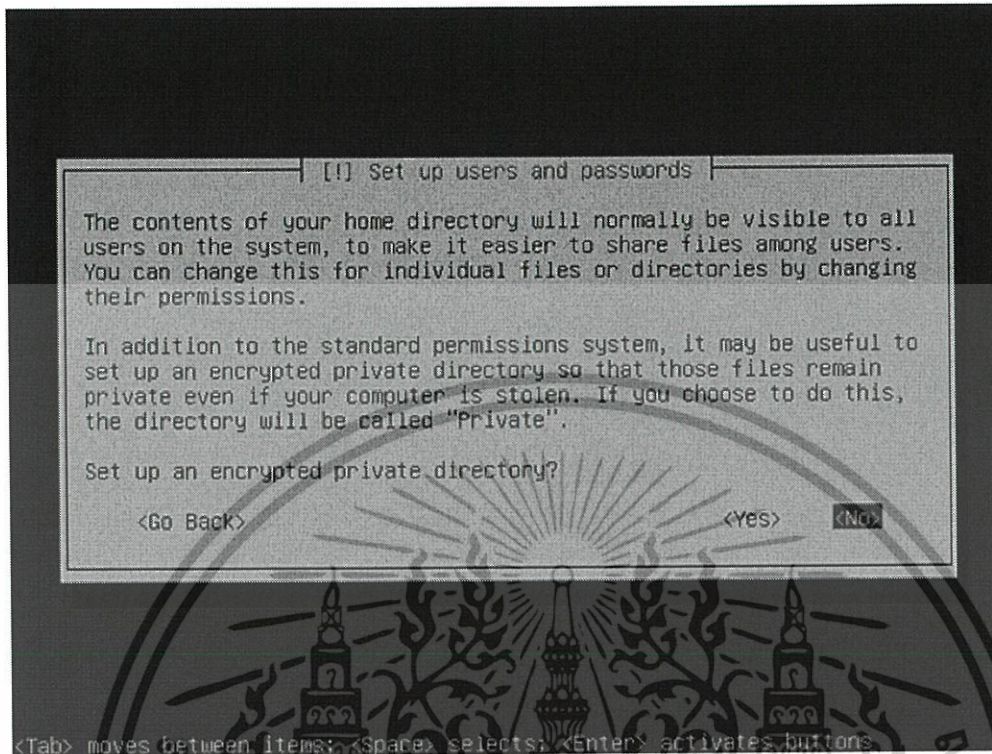 [!] Set up users and passwords
The contents of your home directory will normally be visible to all
users on the system, to make it easier to share files among users.
You can change this for individual files or directories by changing
their permissions.
In addition to the standard permissions system, it may be useful to
set up an encrypted private directory so that those files remain
private even if your computer is stolen. If you choose to do this,
the directory will be called "Private".
Set up an encrypted private directory?
<Go Back> <Yes> <No>
<Tab> moves between items; <Space> selects; <Enter> activates buttons